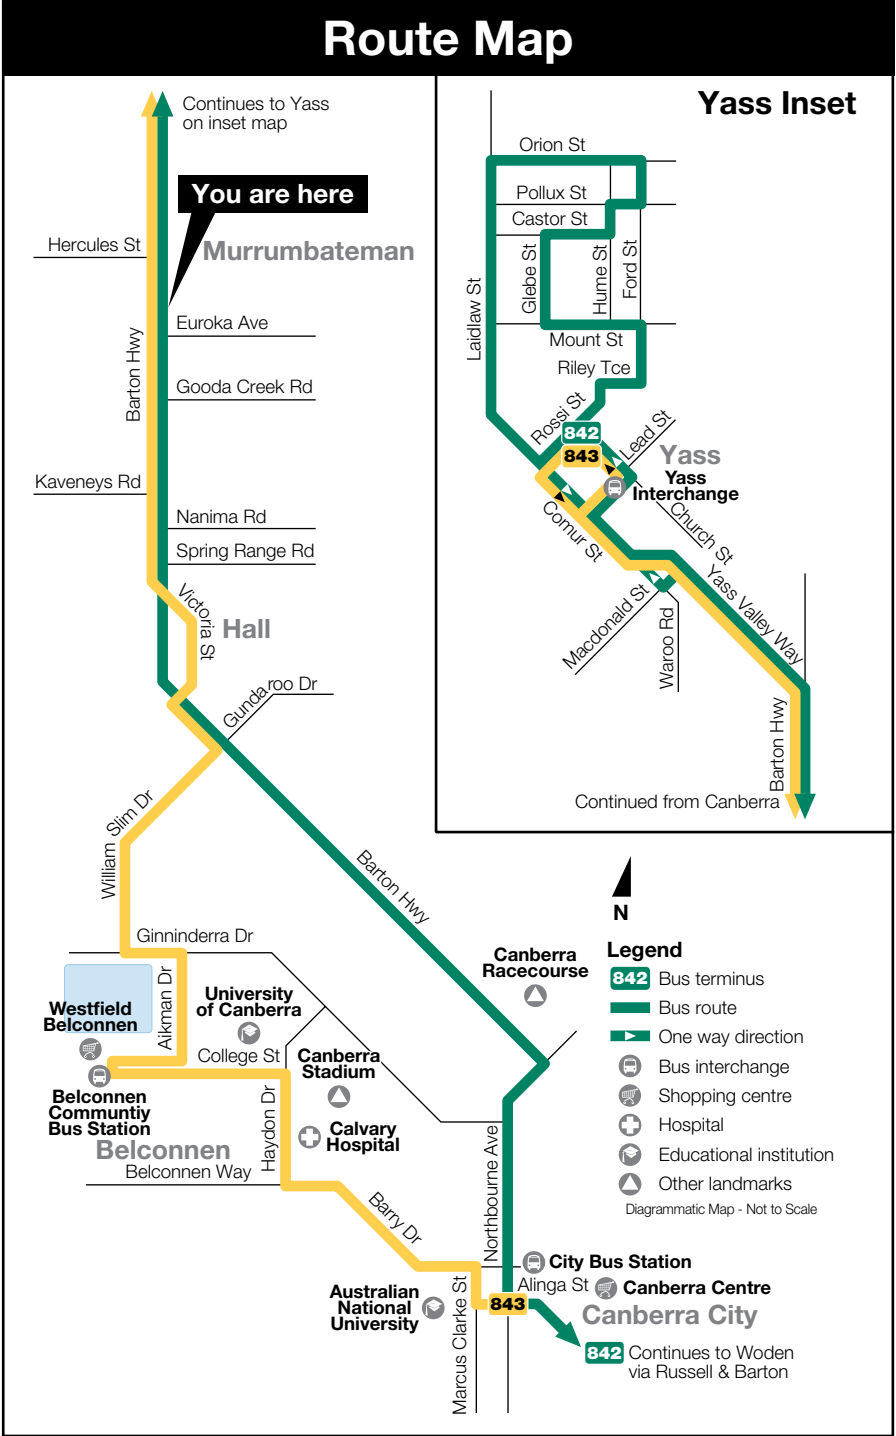 Route Map
Continues to Yass
on inset map
You are here
Hercules St
Murrumbateman
Euroka Ave
Barton Hwy
Gooda Creek Rd
Kaveneys Rd
Nanima Rd
Spring Range Rd
Victoria St
Hall
Gundaroo Dr
William Slim Dr
Barton Hwy
Ginninderra Dr
Aikman Dr
Westfield
Belconnen
University
of Canberra
College St
Canberra
Stadium
Canberra
Racecourse
Belconnen
Communtiy
Bus Station
Belconnen
Haydon Dr
Calvary
Hospital
Belconnen Way
Barry Dr
Northbourne Ave
Australian
National
University
Marcus Clarke St
City Bus Station
Alinga St
Canberra Centre
843
Canberra City
842
Continues to Woden
via Russell & Barton
Yass Inset
Orion St
Pollux St
Castor St
Glebe St
Hume St
Ford St
Laidlaw St
Mount St
Riley Tce
Rossi St
842
843
Lead St
Yass
Yass
Interchange
Church St
Comur St
Macdonald St
Waroo Rd
Yass Valley Way
Barton Hwy
Continued from Canberra
N
Legend
842 Bus terminus
Bus route
One way direction
Bus interchange
Shopping centre
Hospital
Educational institution
Other landmarks
Diagrammatic Map - Not to Scale